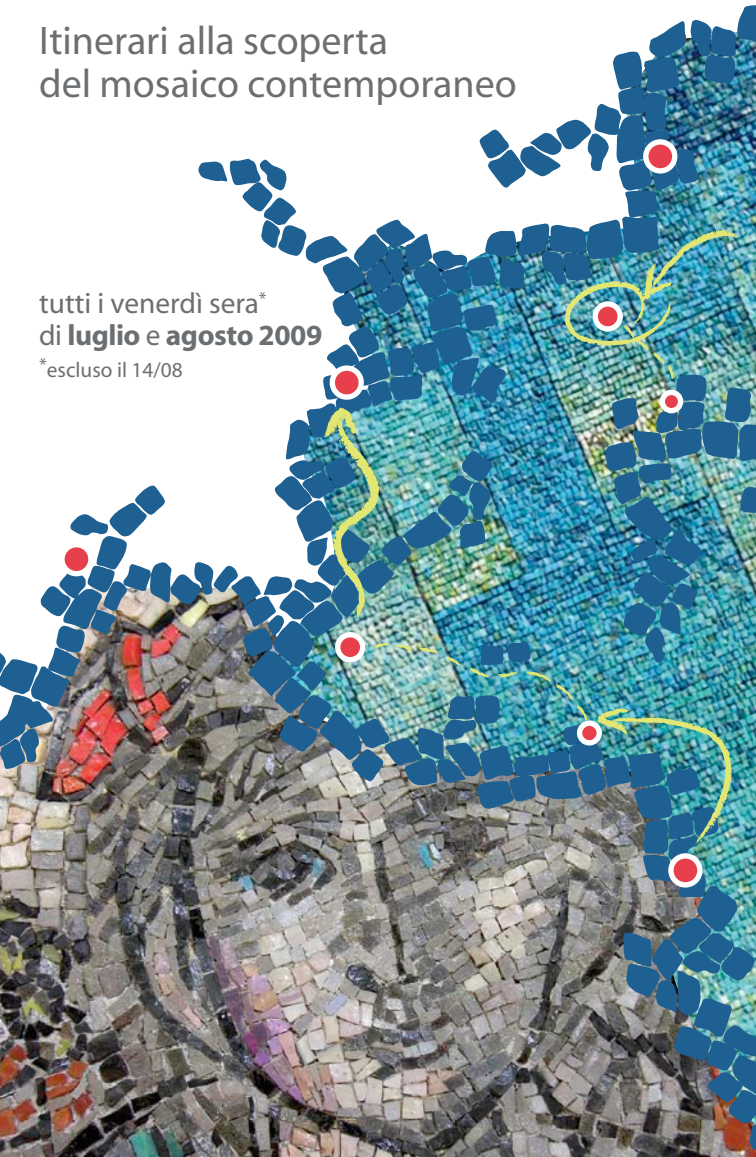 Itinerari alla scoperta
del mosaico contemporaneo
tutti i venerdì sera*
di luglio e agosto 2009
*escluso il 14/08